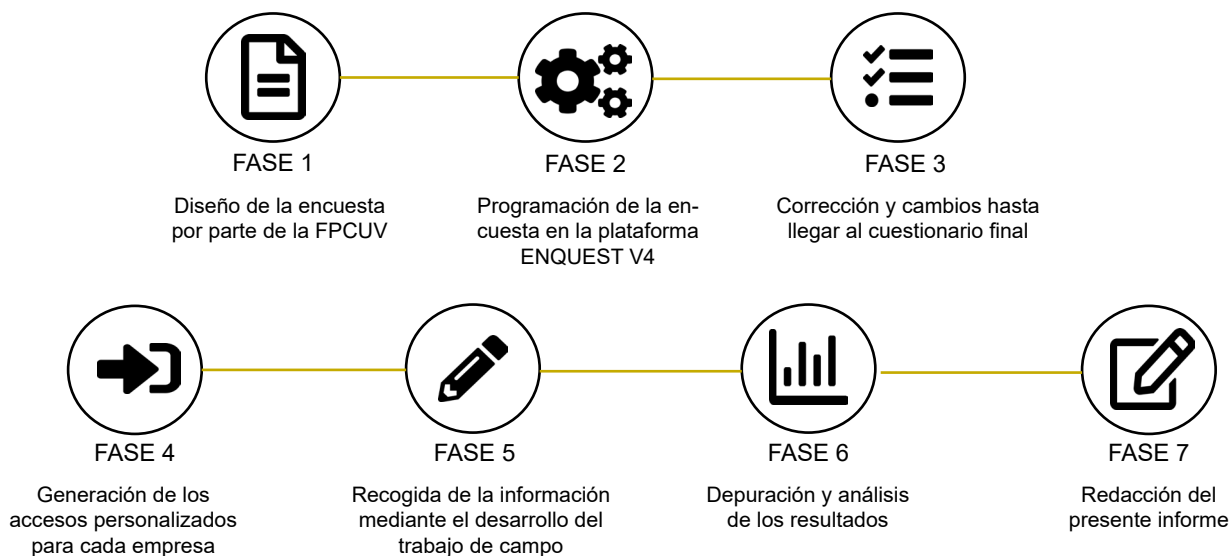 FASE 1
Diseño de la encuesta
por parte de la FPCUV
FASE 2
Programación de la en-
cuesta en la plataforma
ENQUEST V4
FASE 3
Corrección y cambios hasta
llegar al cuestionario final
FASE 4
Generación de los
accesos personalizados
para cada empresa
FASE 5
Recogida de la información
mediante el desarrollo del
trabajo de campo
FASE 6
Depuración y análisis
de los resultados
FASE 7
Redacción del
presente informe